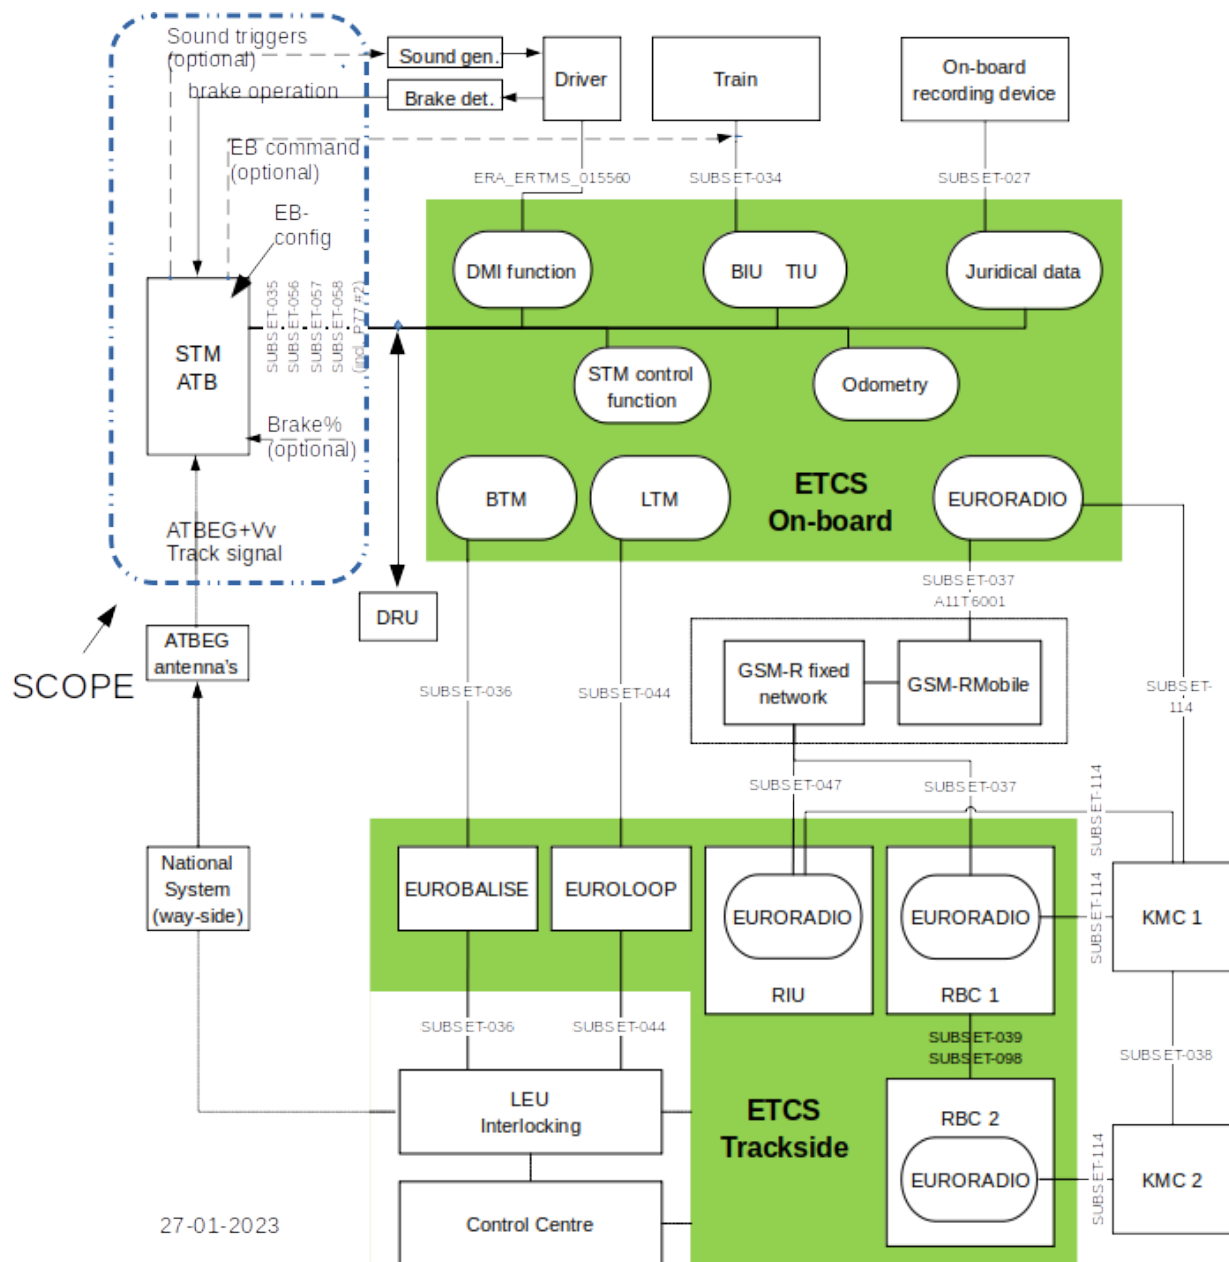 Sound triggers
(optional)
Sound gen.
Driver
Train
On-board
recording device
brake operation
Brake det.
EB command
(optional)
ERA_ERTMS_015560
SUBSET-034
SUBSET-027
EB-
config
DMI function
BIU TIU
Juridical data
SUBSET-035
SUBSET-056
SUBSET-057
SUBSET-058
(incl. P77 #2)
STM
ATB
STM control
function
Odometry
Brake%
(optional)
BTM
LTM
ETCS
On-board
EURORADIO
ATBEG+Vv
Track signal
SUBSET-037
A11T6001
DRU
ATBEG
antenna's
SCOPE
GSM-R fixed
network
GSM-RMobile
SUBSET-036
SUBSET-044
SUBSET-
114
SUBSET-047
SUBSET-037
SUBSET-114
National
System
(way-side)
EUROBALISE
EUROLOOP
EURORADIO
RIU
EURORADIO
RBC 1
SUBSET-114
KMC 1
SUBSET-036
SUBSET-044
SUBSET-039
SUBSET-098
SUBSET-038
LEU
Interlocking
ETCS
Trackside
RBC 2
EURORADIO
SUBSET-114
KMC 2
Control Centre
27-01-2023